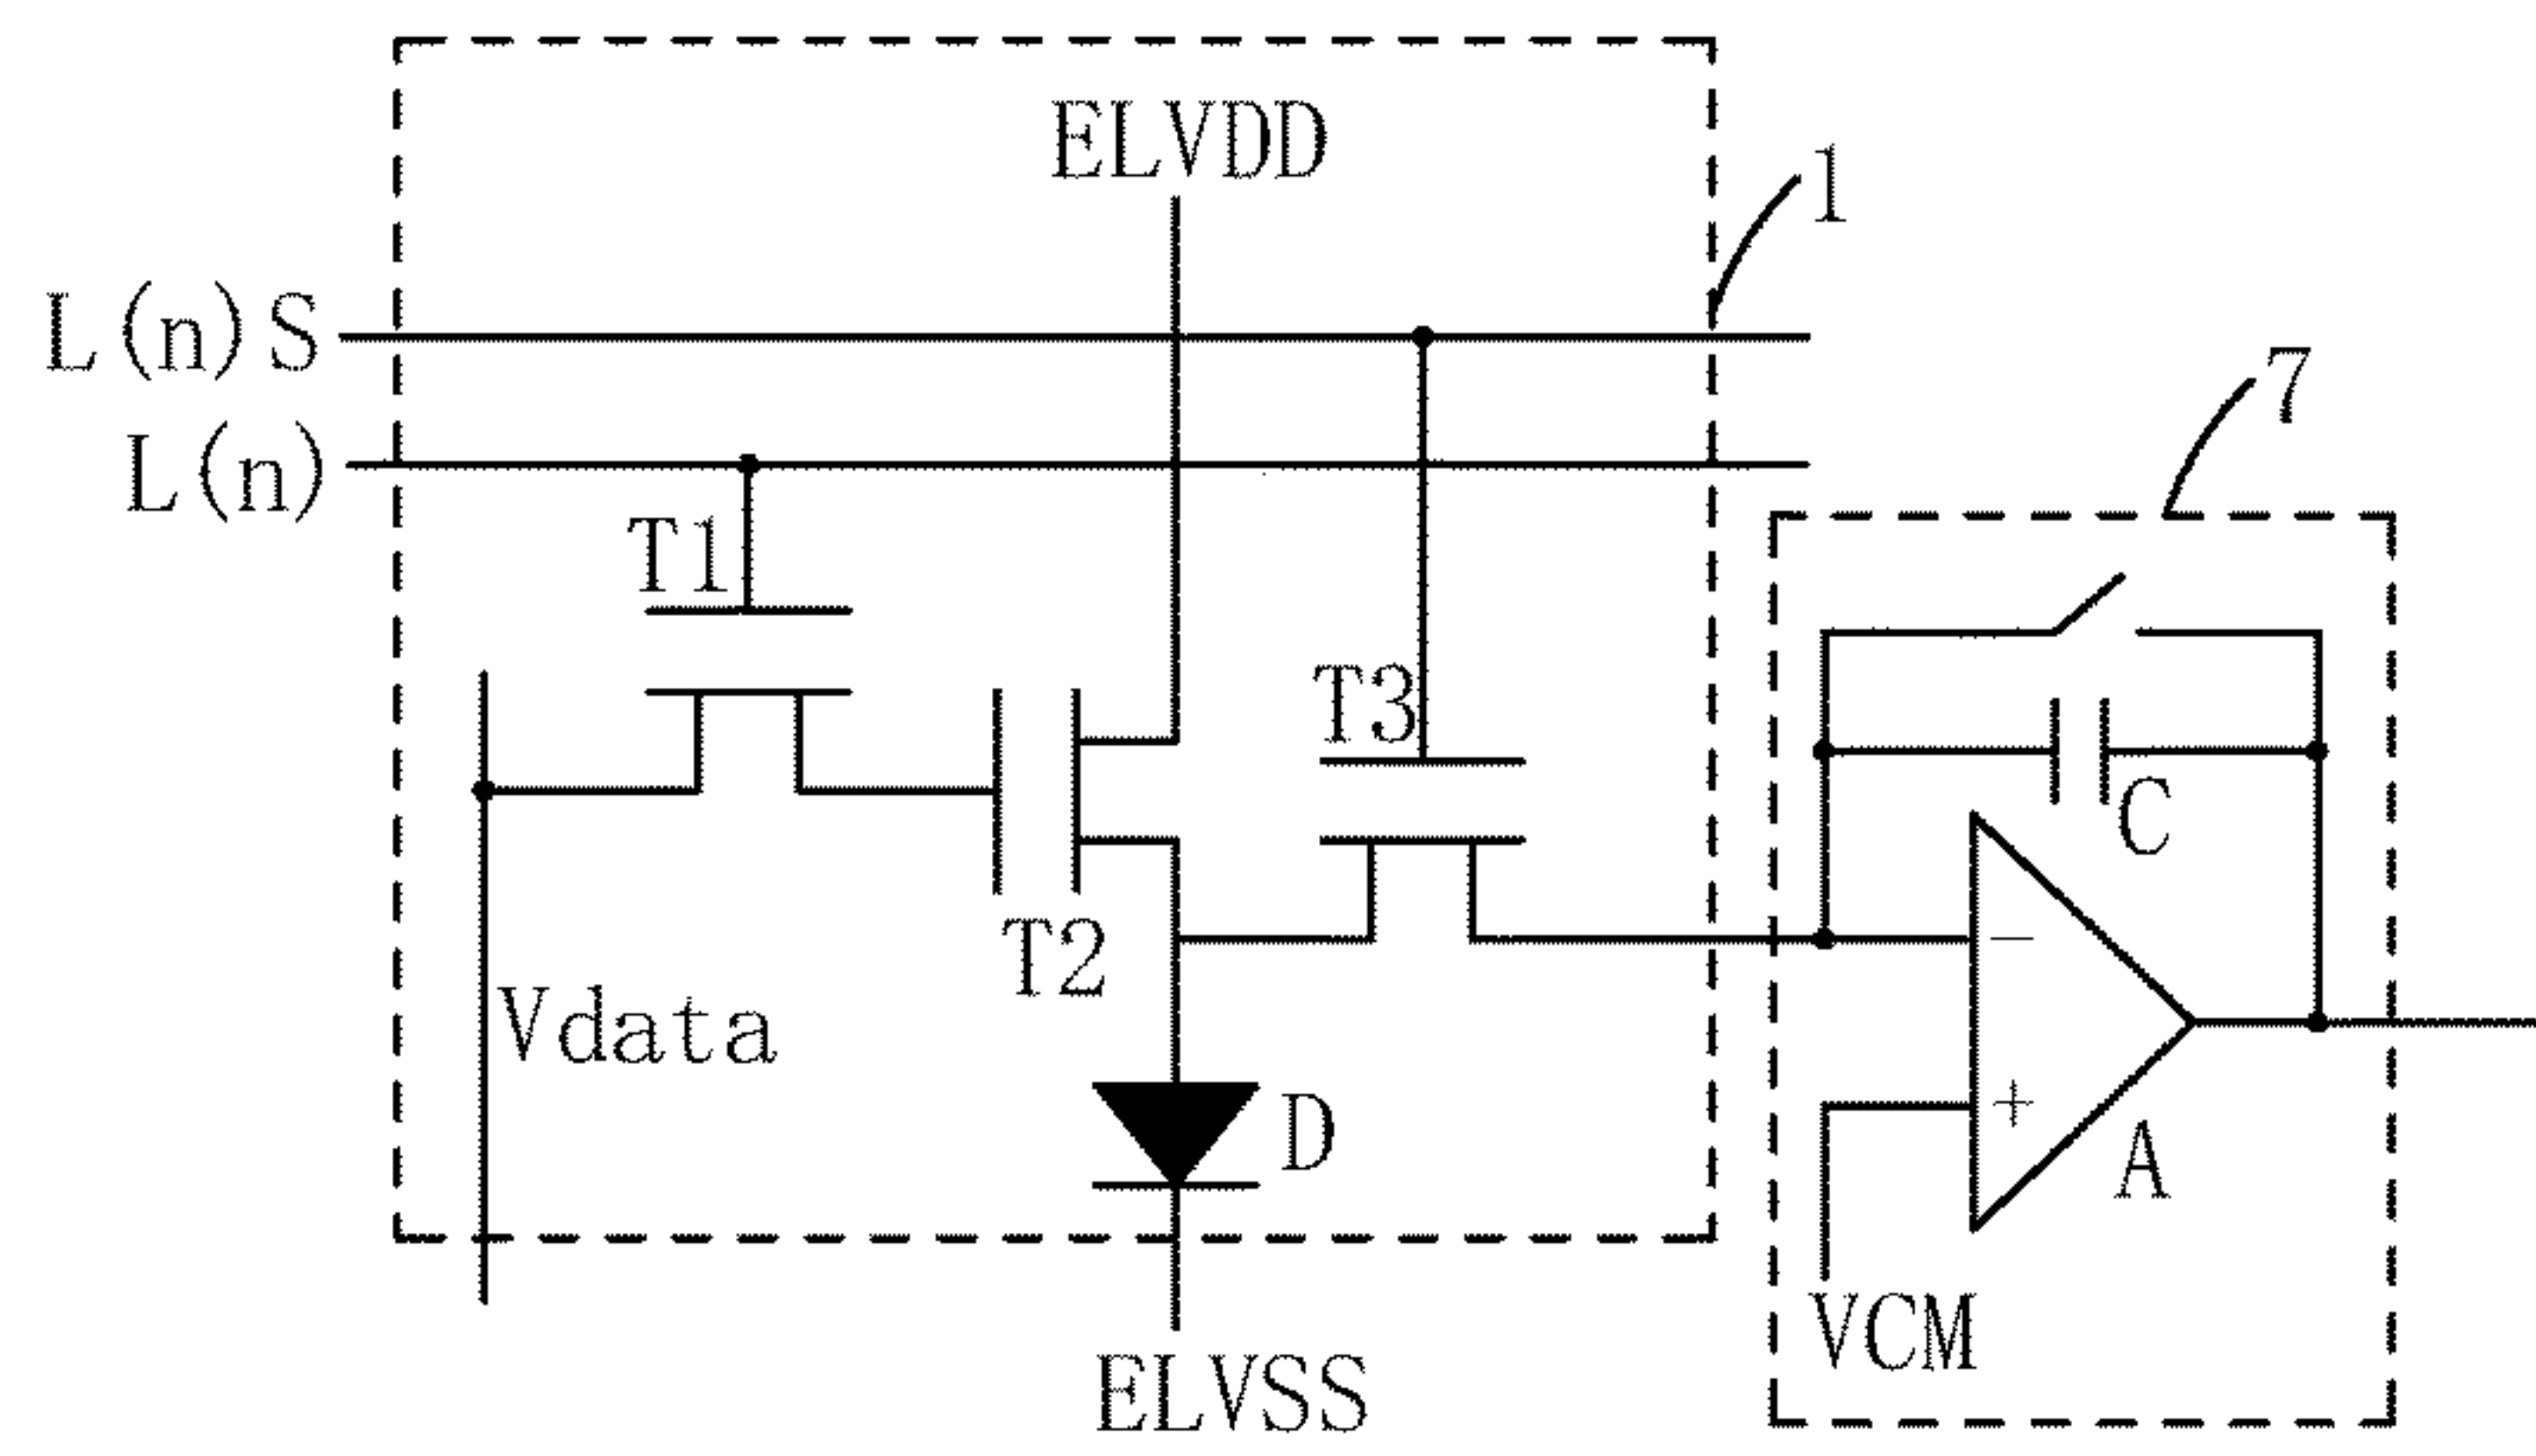 ELVDD
1
L(n)S
7
L(n)
T1
T3
C
T2
Vdata
−
D
+
A
VCM
ELVSS